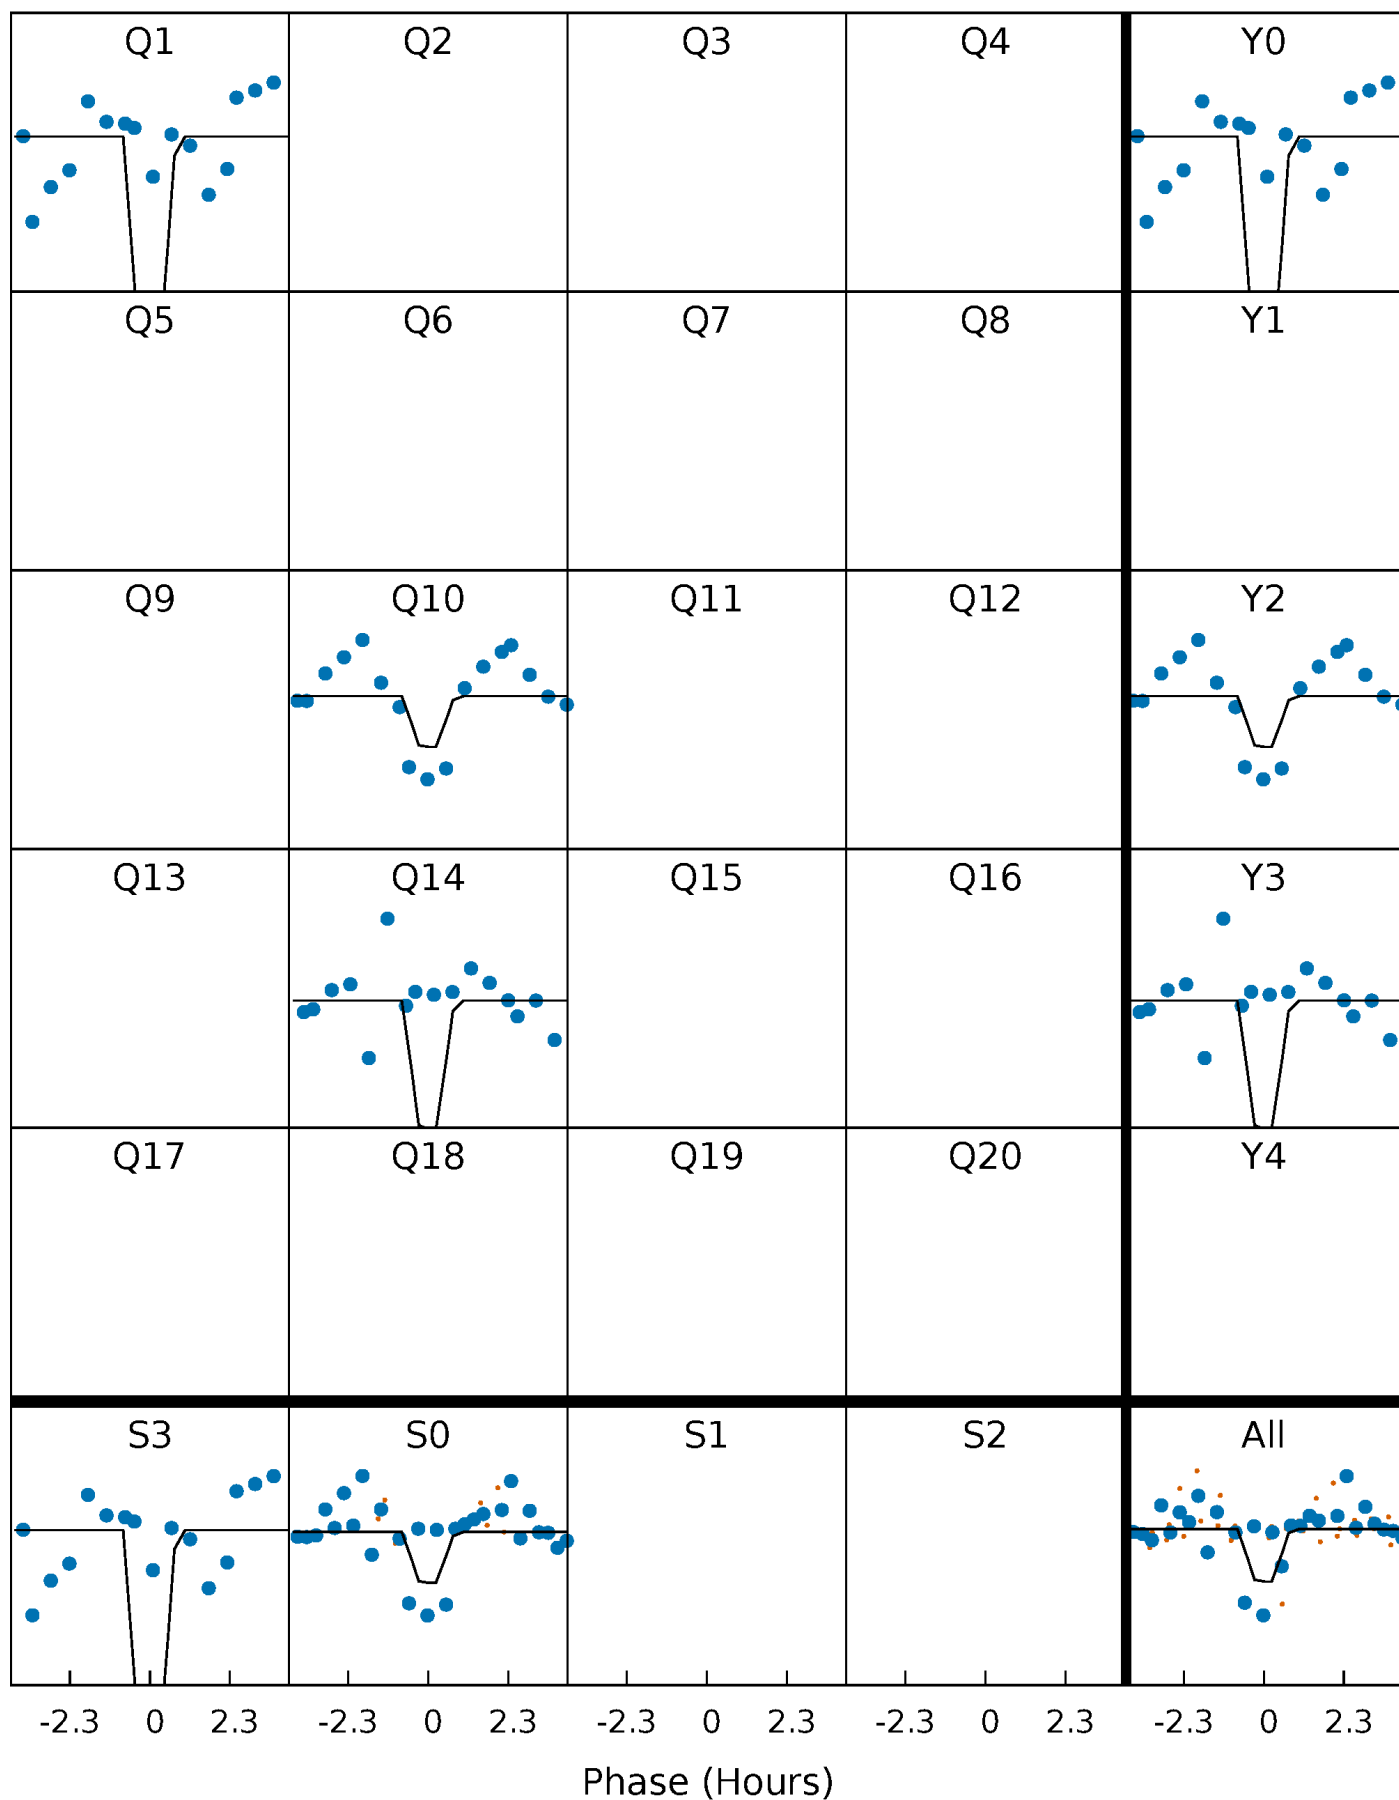 Q1 Q2 Q3 Q4 Y0
Q5 Q6 Q7 Q8 Y1
Q9 Q10 Q11 Q12 Y2
Q13 Q14 Q15 Q16 Y3
Q17 Q18 Q19 Q20 Y4
S3 S0 S1 S2 All
-2.3 0 2.3 -2.3 0 2.3 -2.3 0 2.3 -2.3 0 2.3 -2.3 0 2.3
Phase (Hours)